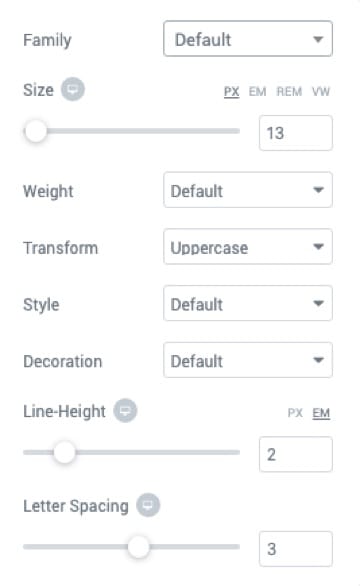 Family Default
Size PX EM REM VW
13
Weight Default
Transform Uppercase
Style Default
Decoration Default
Line-Height PX EM
2
Letter Spacing
3